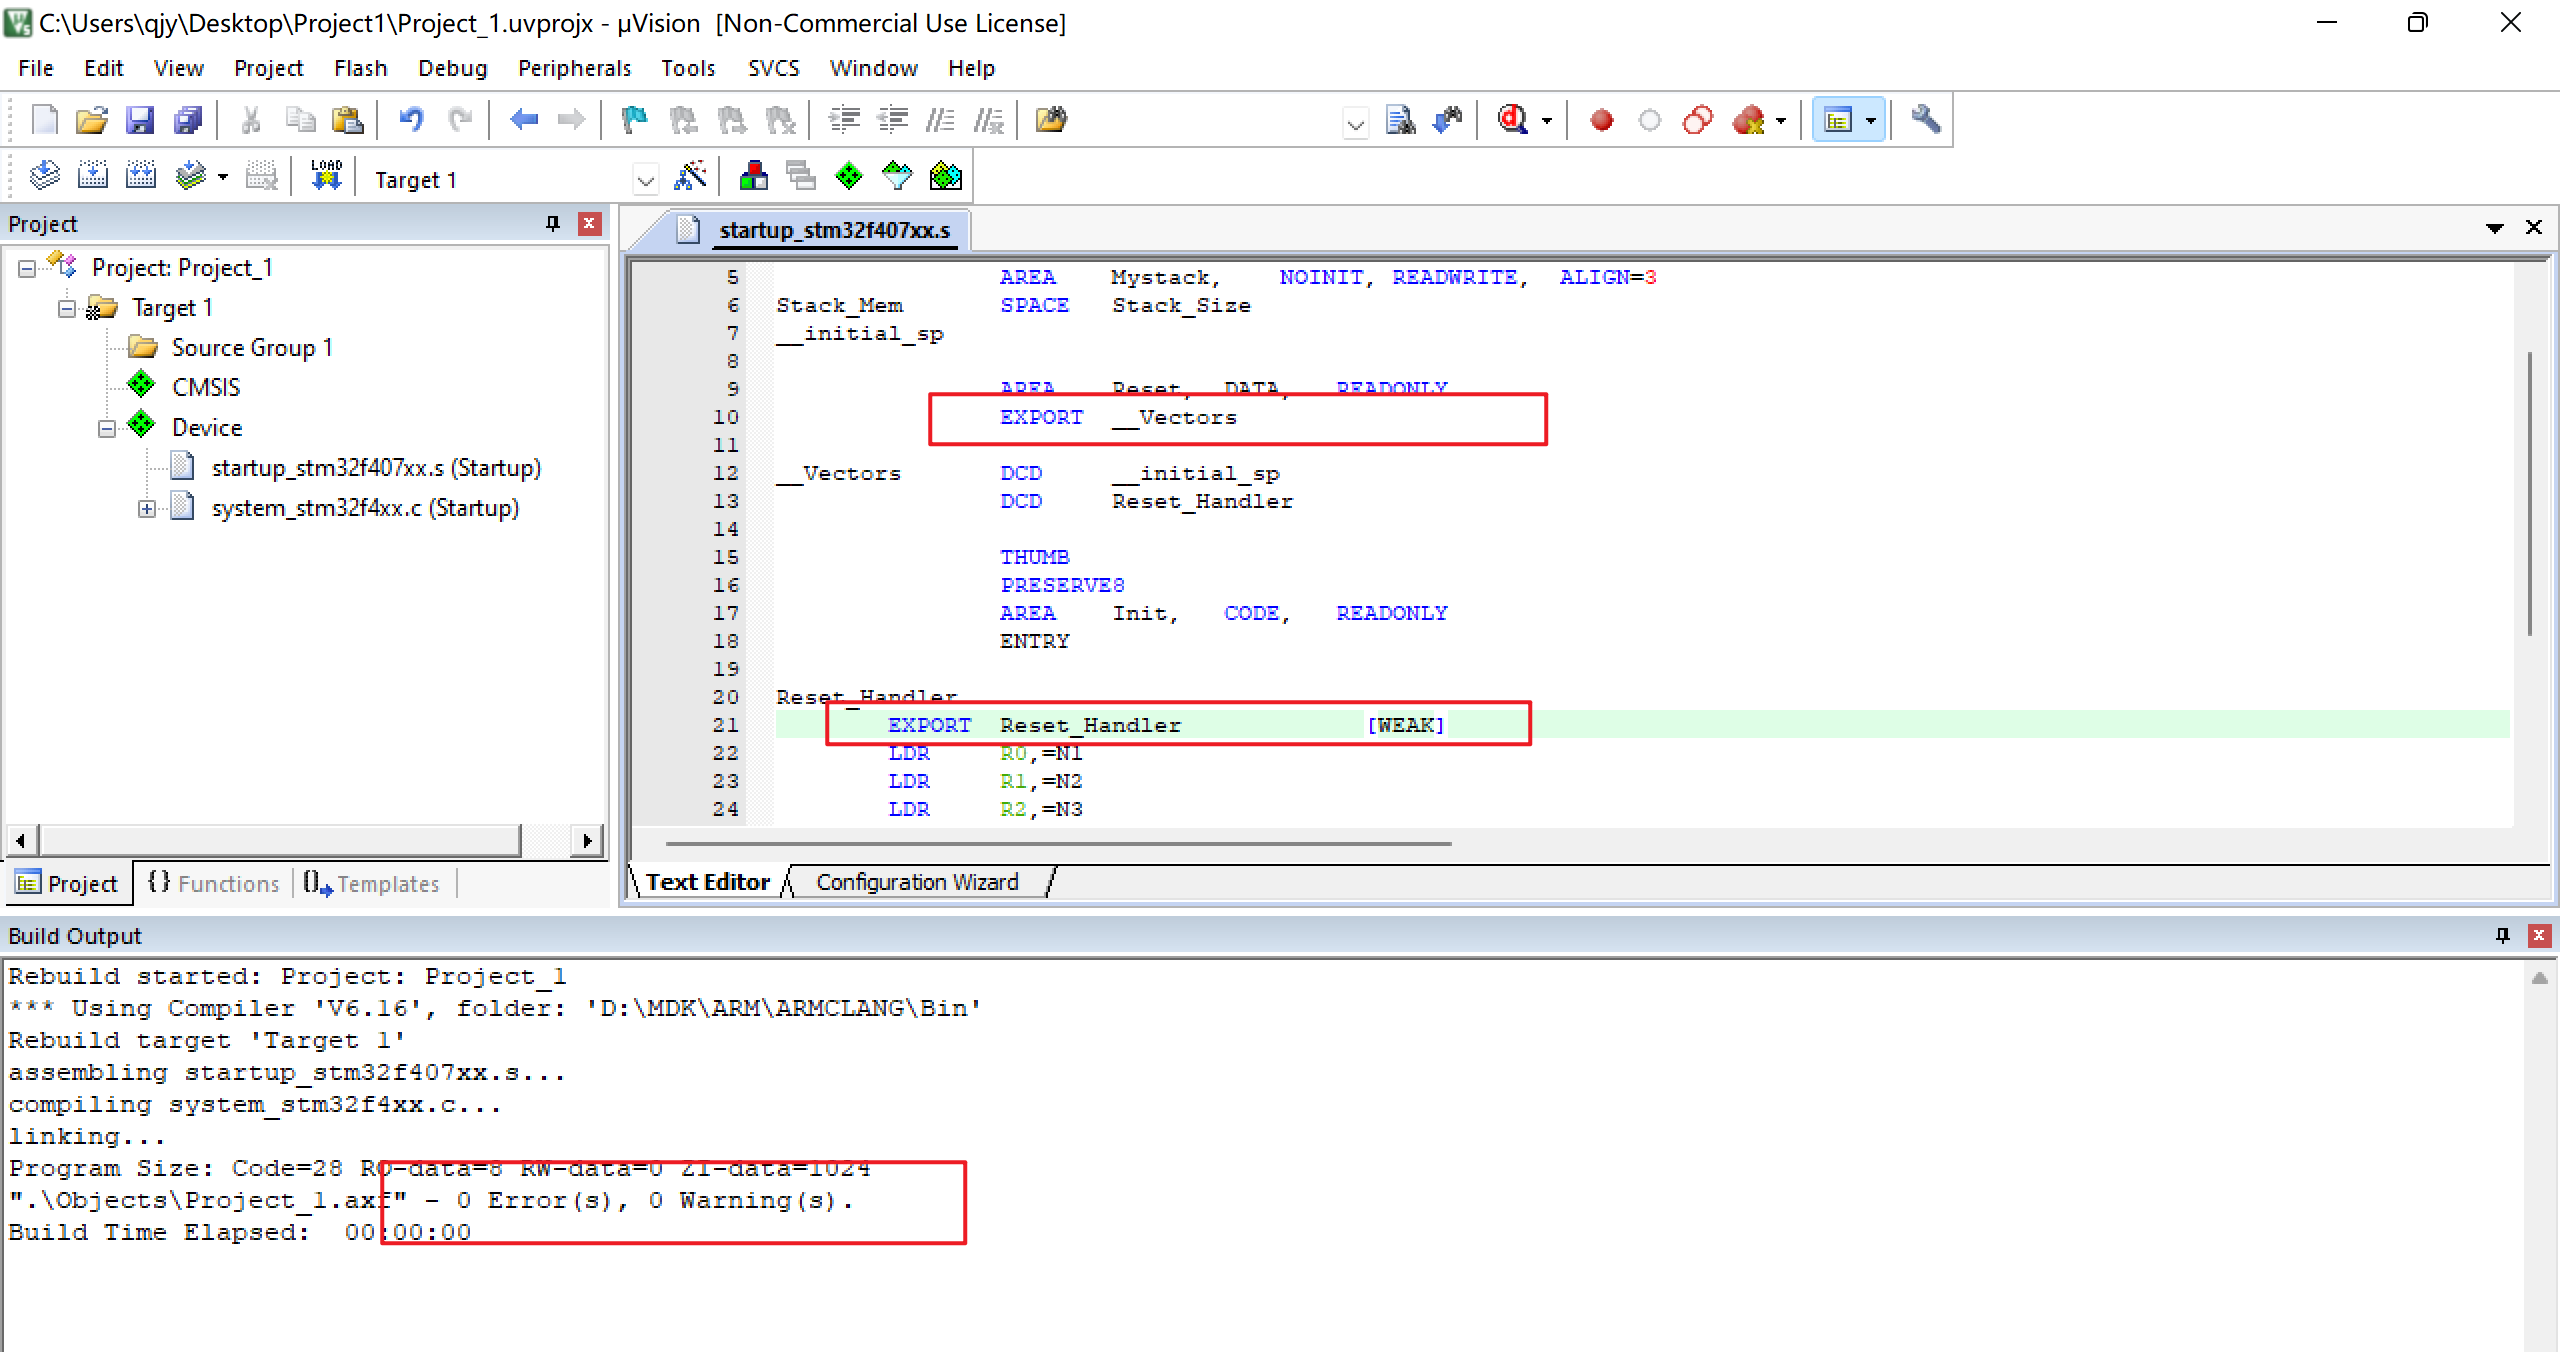 C:\Users\qjy\Desktop\Project1\Project_1.uvprojx - µVision [Non-Commercial Use License]
File Edit View Project Flash Debug Peripherals Tools SVCS Window Help
LOAD
Target 1
Project
Project: Project_1
Target 1
Source Group 1
CMSIS
Device
startup_stm32f407xx.s (Startup)
system_stm32f4xx.c (Startup)
Project Functions Templates
startup_stm32f407xx.s
5 AREA Mystack, NOINIT, READWRITE, ALIGN=3
6 Stack_Mem SPACE Stack_Size
7 __initial_sp
8
9 AREA Reset, DATA, READONLY
10 EXPORT __Vectors
11
12 __Vectors DCD __initial_sp
13 DCD Reset_Handler
14
15 THUMB
16 PRESERVE8
17 AREA Init, CODE, READONLY
18 ENTRY
19
20 Reset_Handler
21 EXPORT Reset_Handler [WEAK]
22 LDR R0,=N1
23 LDR R1,=N2
24 LDR R2,=N3
Text Editor Configuration Wizard
Build Output
Rebuild started: Project: Project_1
*** Using Compiler 'V6.16', folder: 'D:\MDK\ARM\ARMCLANG\Bin'
Rebuild target 'Target 1'
assembling startup_stm32f407xx.s...
compiling system_stm32f4xx.c...
linking...
Program Size: Code=28 RO-data=8 RW-data=0 ZI-data=1024
".\Objects\Project_1.axf" - 0 Error(s), 0 Warning(s).
Build Time Elapsed: 00:00:00